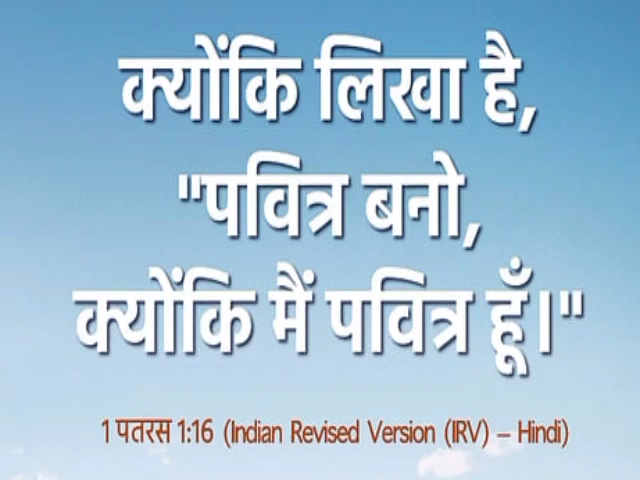 क्योंकि लिखा है,
"पवित्र बनो,
क्योंकि मैं पवित्र हूँ।"
1 पतरस 1:16 (Indian Revised Version (IRV) – Hindi)